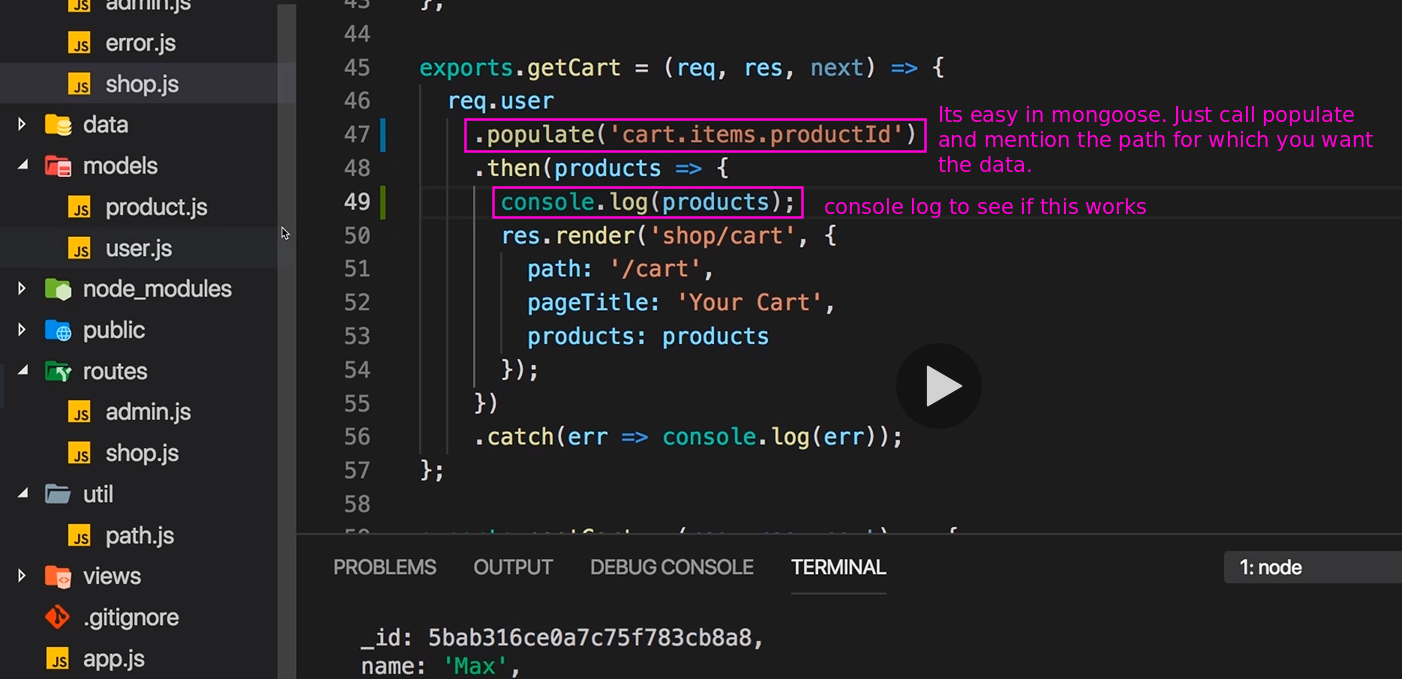 admin.js
error.js
shop.js
data
models
product.js
user.js
node_modules
public
routes
admin.js
shop.js
util
path.js
views
.gitignore
app.js
43 },
44
45 exports.getCart = (req, res, next) => {
46 req.user
47 .populate('cart.items.productId')
48 .then(products => {
49 console.log(products);
50 res.render('shop/cart', {
51 path: '/cart',
52 pageTitle: 'Your Cart',
53 products: products
54 });
55 })
56 .catch(err => console.log(err));
57 };
58
Its easy in mongoose. Just call populate
and mention the path for which you want
the data.
console log to see if this works
PROBLEMS OUTPUT DEBUG CONSOLE TERMINAL 1: node
_id: 5bab316ce0a7c75f783cb8a8,
name: 'Max',